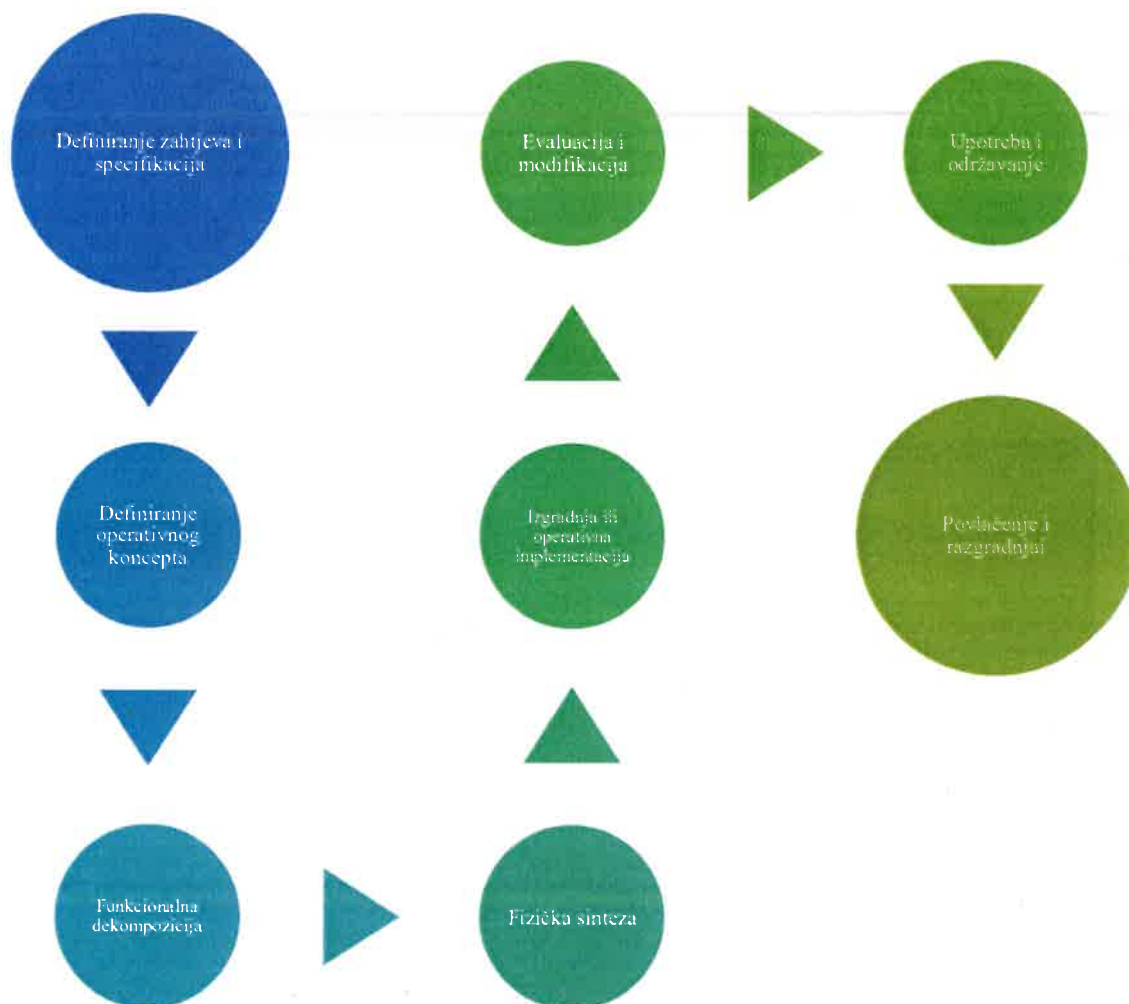 Definiranje zahtjeva i
specifikacija
Definiranje
operativnog
koncepta
Funkcionalna
dekompozicija
Fizička sinteza
Izgradnja ili
operativna
implementacija
Evaluacija i
modifikacija
Upotreba i
održavanje
Povlačenje i
razgradnjai